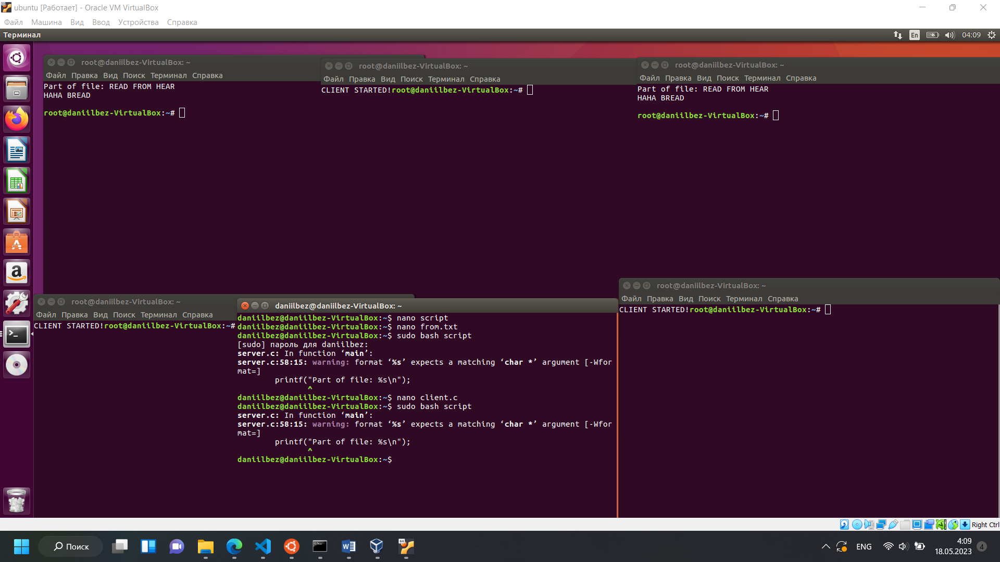 ubuntu [Работает] - Oracle VM VirtualBox
Файл Машина Вид Ввод Устройства Справка
Терминал
En
04:09
root@daniilbez-VirtualBox: ~
Файл Правка Вид Поиск Терминал Справка
Part of file: READ FROM HEAR
HAHA BREAD
root@daniilbez-VirtualBox:~#
root@daniilbez-VirtualBox: ~
Файл Правка Вид Поиск Терминал Справка
CLIENT STARTED!root@daniilbez-VirtualBox:~#
root@daniilbez-VirtualBox: ~
Файл Правка Вид Поиск Терминал Справка
Part of file: READ FROM HEAR
HAHA BREAD
root@daniilbez-VirtualBox:~#
root@daniilbez-VirtualBox: ~
Файл Правка Вид Поиск Терминал Справка
CLIENT STARTED!root@daniilbez-VirtualBox:~#
daniilbez@daniilbez-VirtualBox: ~
daniilbez@daniilbez-VirtualBox:~$ nano script
daniilbez@daniilbez-VirtualBox:~$ nano from.txt
daniilbez@daniilbez-VirtualBox:~$ sudo bash script
[sudo] пароль для daniilbez:
server.c: In function ‘main’:
server.c:58:15: warning: format ‘%s’ expects a matching ‘char *’ argument [-Wfor
mat=]
printf("Part of file: %s\n");
^
daniilbez@daniilbez-VirtualBox:~$ nano client.c
daniilbez@daniilbez-VirtualBox:~$ sudo bash script
server.c: In function ‘main’:
server.c:58:15: warning: format ‘%s’ expects a matching ‘char *’ argument [-Wfor
mat=]
printf("Part of file: %s\n");
^
daniilbez@daniilbez-VirtualBox:~$
root@daniilbez-VirtualBox: ~
Файл Правка Вид Поиск Терминал Справка
CLIENT STARTED!root@daniilbez-VirtualBox:~#
Right Ctrl
Поиск
ENG
4:09
18.05.2023
4